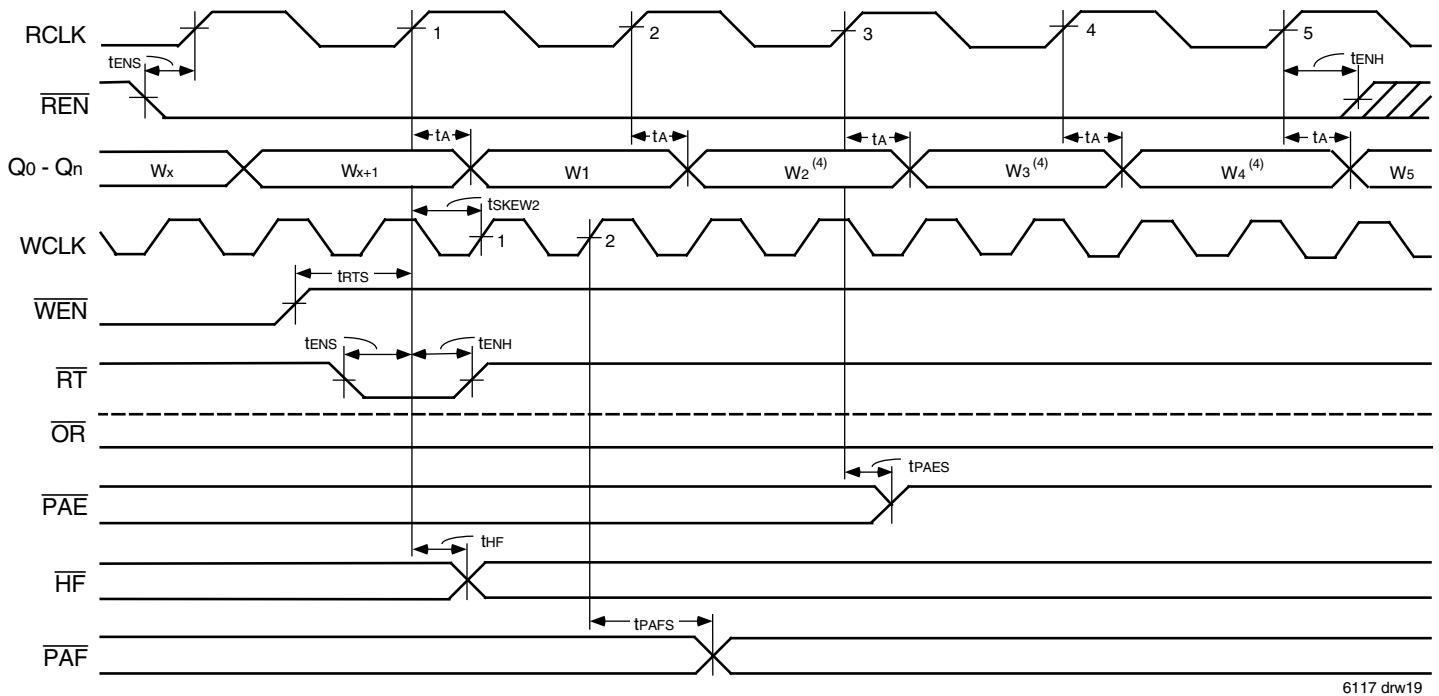 RCLK 1 2 3 4 5
tENS tENH
REN
tA tA tA tA tA
Q0 - Qn Wx Wx+1 W1 W2 (4) W3 (4) W4 (4) W5
tSKEW2
WCLK 1 2
tRTS
WEN
tENS tENH
RT
OR
tPAES
PAE
tHF
HF
tPAFS
PAF
6117 drw19